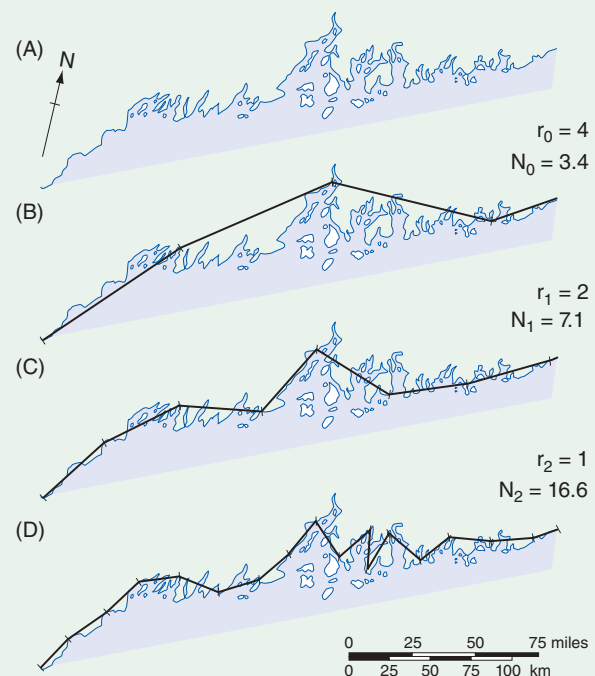 (A)
N
r0 = 4
N0 = 3.4
(B)
r1 = 2
N1 = 7.1
(C)
r2 = 1
N2 = 16.6
(D)
0 25 50 75 miles
0 25 50 75 100 km